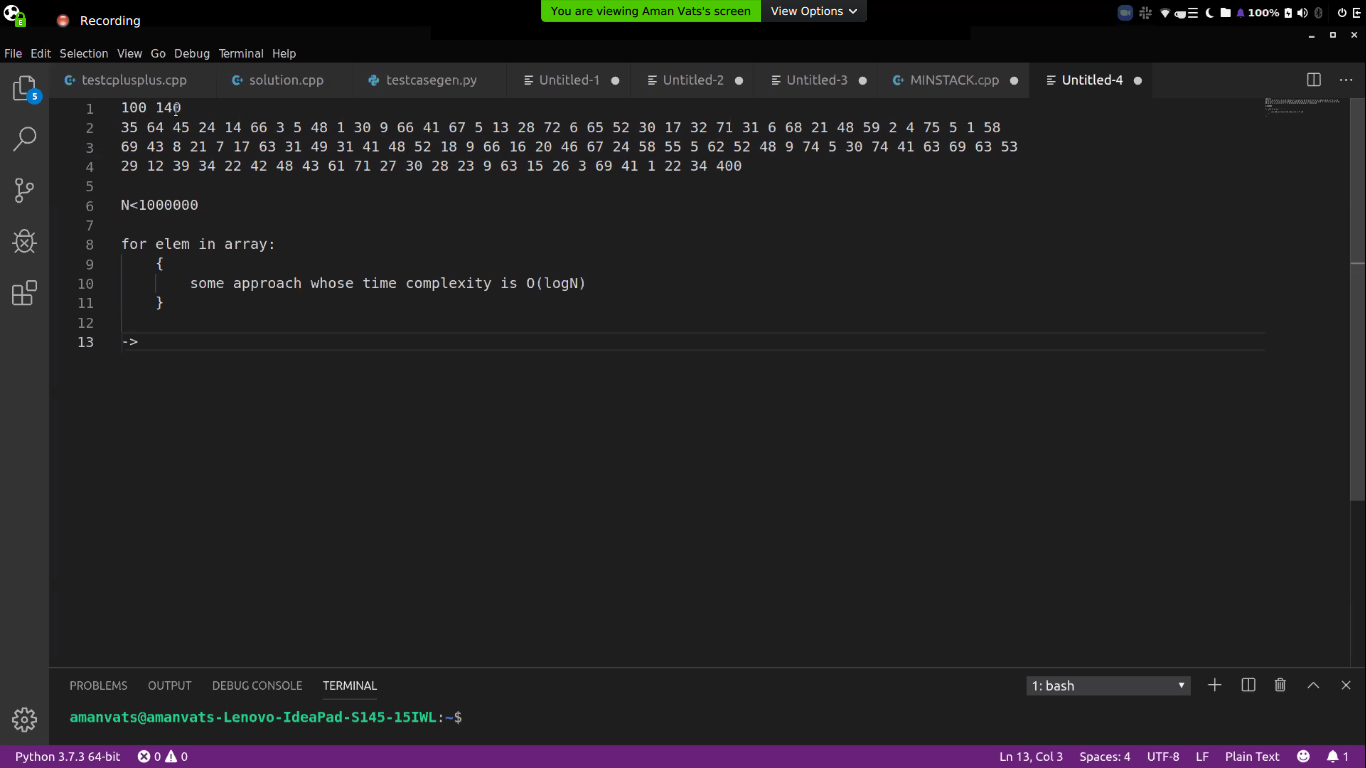 Recording
You are viewing Aman Vats's screen View Options
100%
File Edit Selection View Go Debug Terminal Help
testcplusplus.cpp solution.cpp testcasegen.py Untitled-1 Untitled-2 Untitled-3 MINSTACK.cpp Untitled-4
1 100 140
2 35 64 45 24 14 66 3 5 48 1 30 9 66 41 67 5 13 28 72 6 65 52 30 17 32 71 31 6 68 21 48 59 2 4 75 5 1 58
3 69 43 8 21 7 17 63 31 49 31 41 48 52 18 9 66 16 20 46 67 24 58 55 5 62 52 48 9 74 5 30 74 41 63 69 63 53
4 29 12 39 34 22 42 48 43 61 71 27 30 28 23 9 63 15 26 3 69 41 1 22 34 400
5
6 N<1000000
7
8 for elem in array:
9 {
10 some approach whose time complexity is O(logN)
11 }
12
13 ->
5
PROBLEMS OUTPUT DEBUG CONSOLE TERMINAL 1: bash
amanvats@amanvats-Lenovo-IdeaPad-S145-15IWL:~$
Python 3.7.3 64-bit 0 0 Ln 13, Col 3 Spaces: 4 UTF-8 LF Plain Text 1